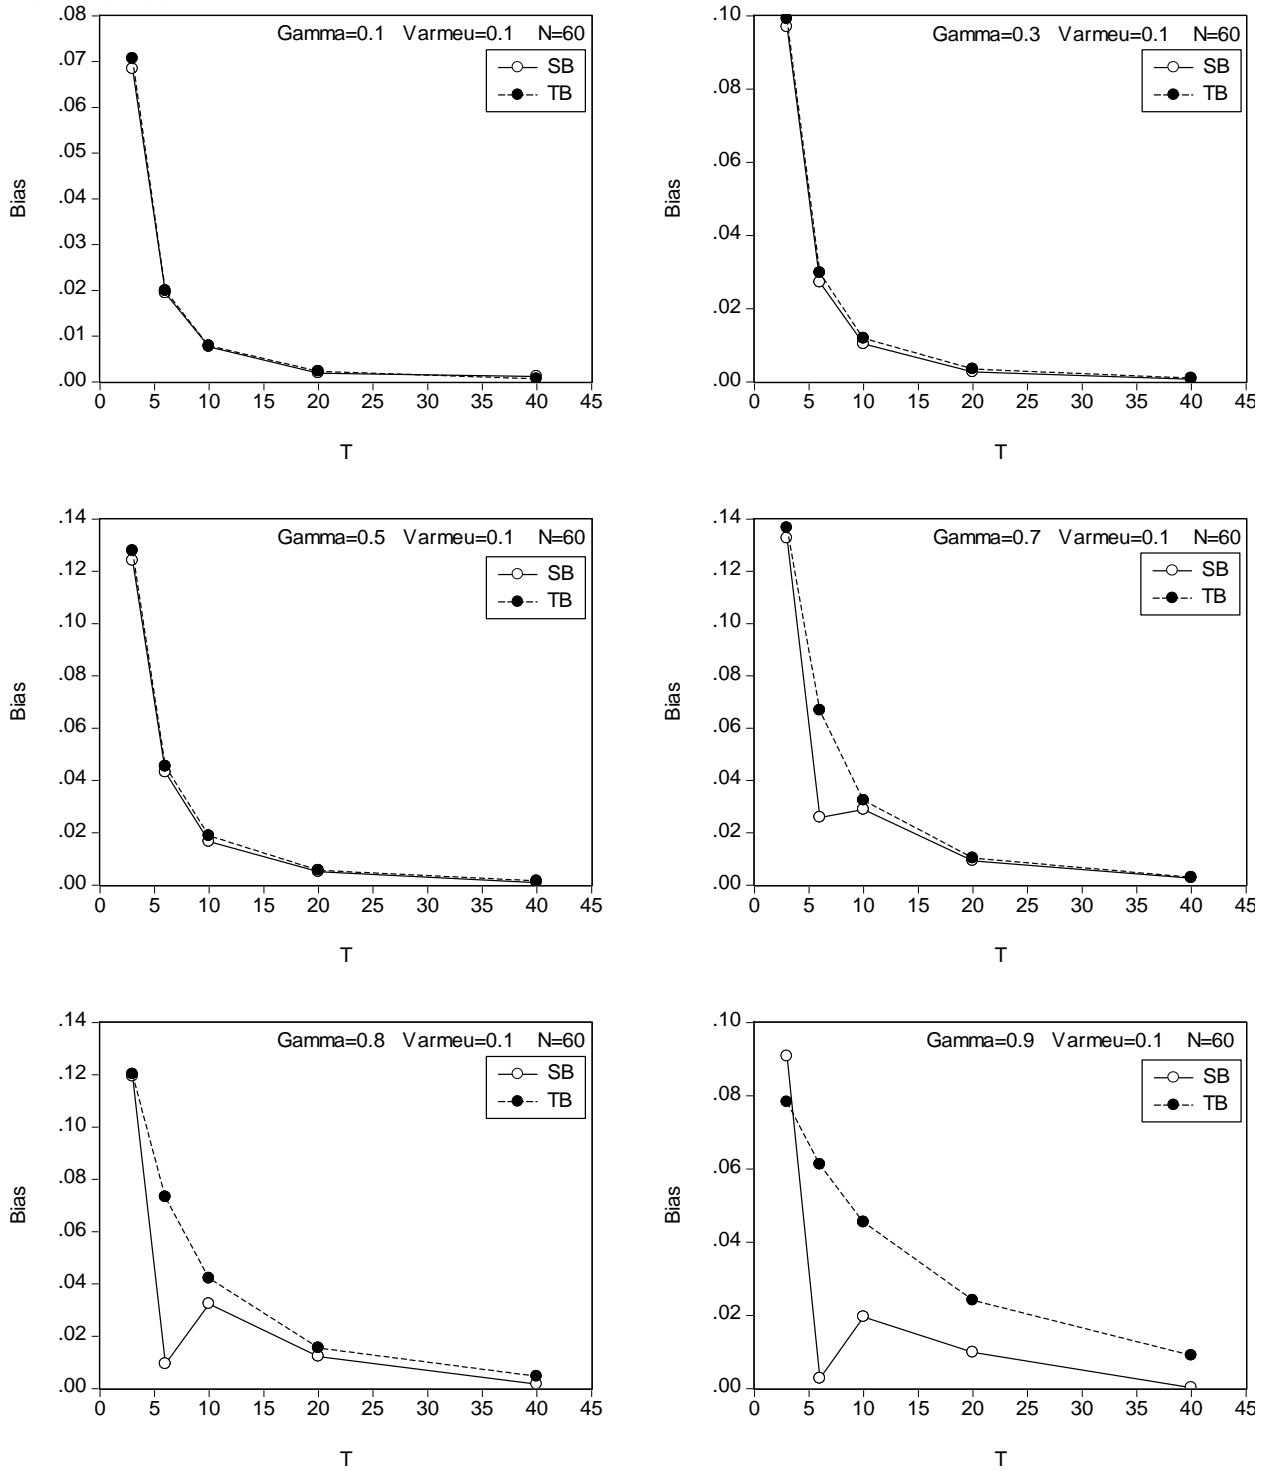 Gamma=0.1 Varmeu=0.1 N=60
SB
TB
.08
.07
.06
.05
.04
.03
.02
.01
.00
Bias
0 5 10 15 20 25 30 35 40 45
T
Gamma=0.3 Varmeu=0.1 N=60
SB
TB
.10
.08
.06
.04
.02
.00
Bias
0 5 10 15 20 25 30 35 40 45
T
Gamma=0.5 Varmeu=0.1 N=60
SB
TB
.14
.12
.10
.08
.06
.04
.02
.00
Bias
0 5 10 15 20 25 30 35 40 45
T
Gamma=0.7 Varmeu=0.1 N=60
SB
TB
.14
.12
.10
.08
.06
.04
.02
.00
Bias
0 5 10 15 20 25 30 35 40 45
T
Gamma=0.8 Varmeu=0.1 N=60
SB
TB
.14
.12
.10
.08
.06
.04
.02
.00
Bias
0 5 10 15 20 25 30 35 40 45
T
Gamma=0.9 Varmeu=0.1 N=60
SB
TB
.10
.08
.06
.04
.02
.00
Bias
0 5 10 15 20 25 30 35 40 45
T